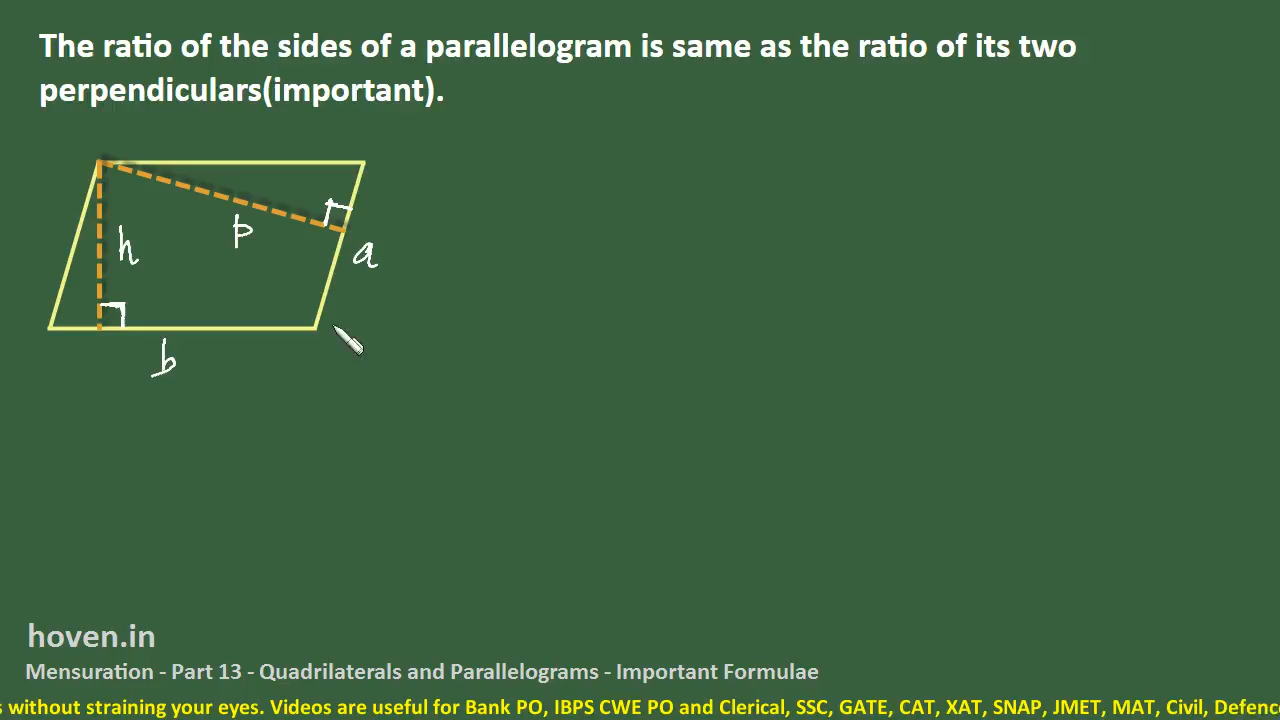 The ratio of the sides of a parallelogram is same as the ratio of its two
perpendiculars(important).
h
p
a
b
hoven.in
Mensuration - Part 13 - Quadrilaterals and Parallelograms - Important Formulae
s without straining your eyes. Videos are useful for Bank PO, IBPS CWE PO and Clerical, SSC, GATE, CAT, XAT, SNAP, JMET, MAT, Civil, Defence